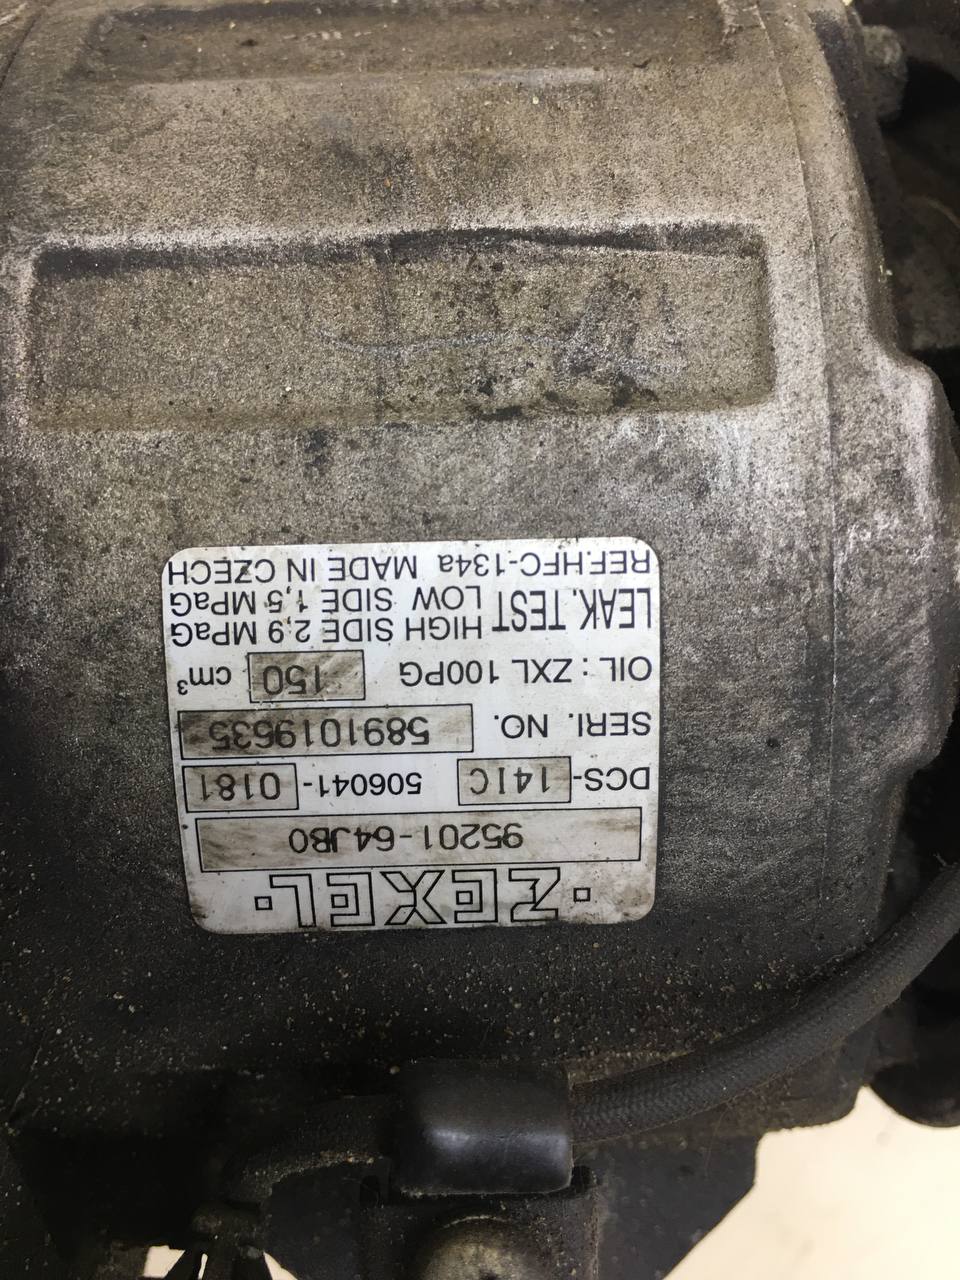 ·ZEXEL·
95201-64JB0
DCS-141C 506041-0181
SERI. NO. 5891019635
OIL : ZXL 100PG 150 cm³
LEAK. TEST HIGH SIDE 2,9 MPaG
LOW SIDE 1,5 MPaG
REF.HFC-134a MADE IN CZECH